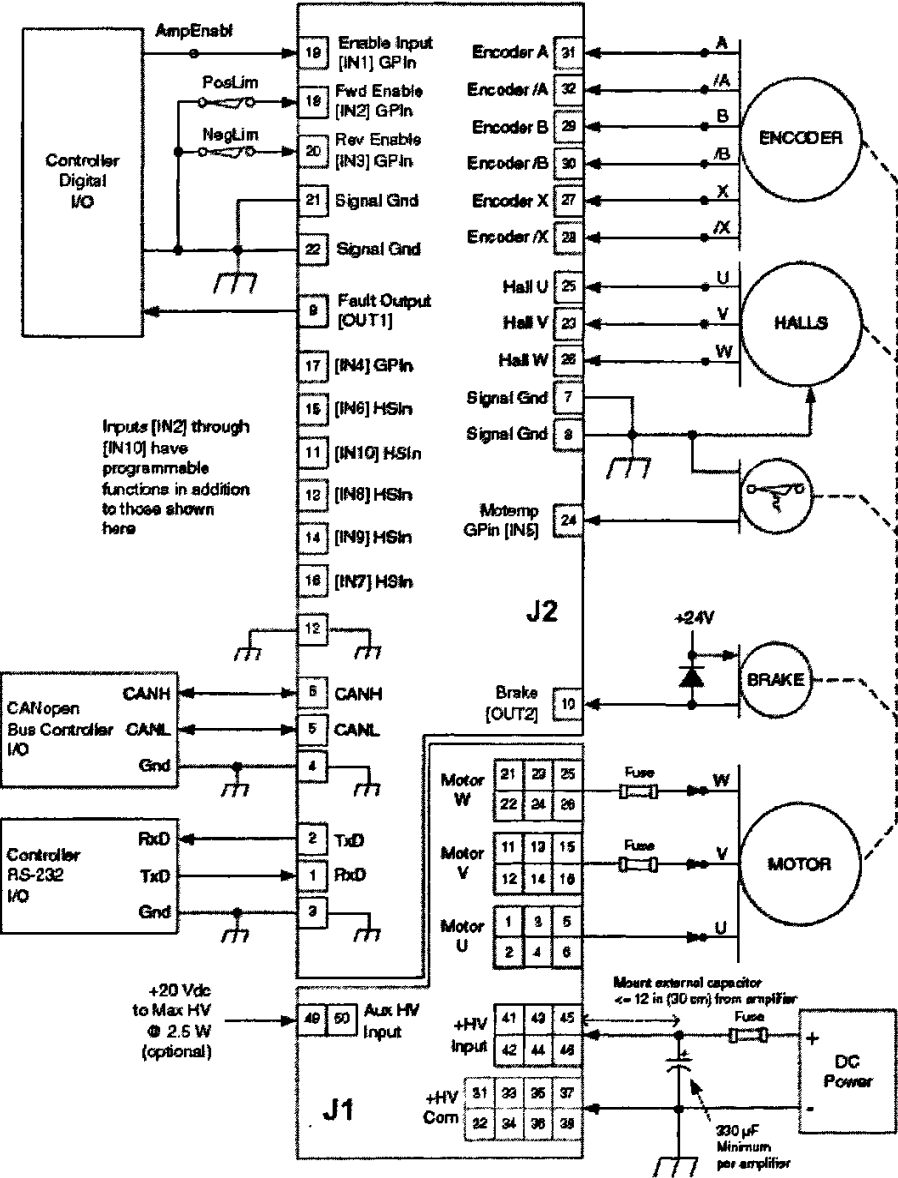 AmpEnabl
19
Enable Input
[IN1] GPIn
PosLim
18
Fwd Enable
[IN2] GPIn
NegLim
20
Rev Enable
[IN3] GPIn
Controller
Digital
I/O
21 Signal Gnd
22 Signal Gnd
9
Fault Output
[OUT1]
17 [IN4] GPIn
15 [IN6] HSIn
11 [IN10] HSIn
13 [IN8] HSIn
14 [IN9] HSIn
16 [IN7] HSIn
12
Inputs [IN2] through
[IN10] have
programmable
functions in addition
to those shown
here
CANopen
Bus Controller
I/O
CANH 6 CANH
CANL 5 CANL
Gnd 4
Controller
RS-232
I/O
RxD 2 TxD
TxD 1 RxD
Gnd 3
+20 Vdc
to Max HV
@ 2.5 W
(optional)
49 50
Aux HV
Input
J1
J2
Encoder A 31 A
Encoder /A 32 /A
Encoder B 29 B
Encoder /B 30 /B
Encoder X 27 X
Encoder /X 28 /X
ENCODER
Hall U 25 U
Hall V 23 V
Hall W 26 W
HALLS
Signal Gnd 7
Signal Gnd 8
Motemp
GPin [IN5]
24
+24V
BRAKE
Brake
[OUT2]
10
Motor
W
21 23 25
22 24 26
Fuse
W
Motor
V
11 13 15
12 14 16
Fuse
V
MOTOR
Motor
U
1 3 5
2 4 6
U
Mount external capacitor
<= 12 in (30 cm) from amplifier
+HV
Input
41 43 45
42 44 46
Fuse
+
DC
Power
-
+
+HV
Com
31 33 35 37
32 34 36 38
330 µF
Minimum
per amplifier